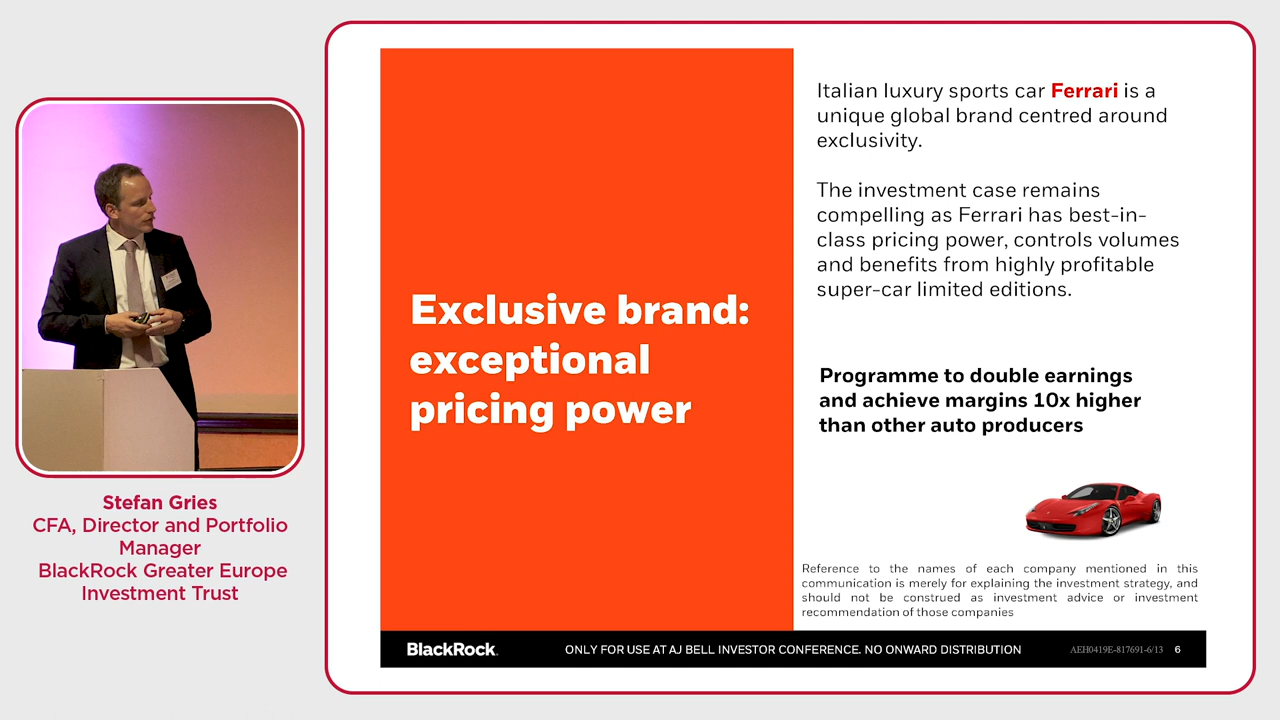 Stefan Gries
CFA, Director and Portfolio
Manager
BlackRock Greater Europe
Investment Trust
Exclusive brand:
exceptional
pricing power
Italian luxury sports car Ferrari is a
unique global brand centred around
exclusivity.
The investment case remains
compelling as Ferrari has best-in-
class pricing power, controls volumes
and benefits from highly profitable
super-car limited editions.
Programme to double earnings
and achieve margins 10x higher
than other auto producers
Reference to the names of each company mentioned in this
communication is merely for explaining the investment strategy, and
should not be construed as investment advice or investment
recommendation of those companies
BlackRock. ONLY FOR USE AT AJ BELL INVESTOR CONFERENCE. NO ONWARD DISTRIBUTION AEH0419E-817691-6/13 6